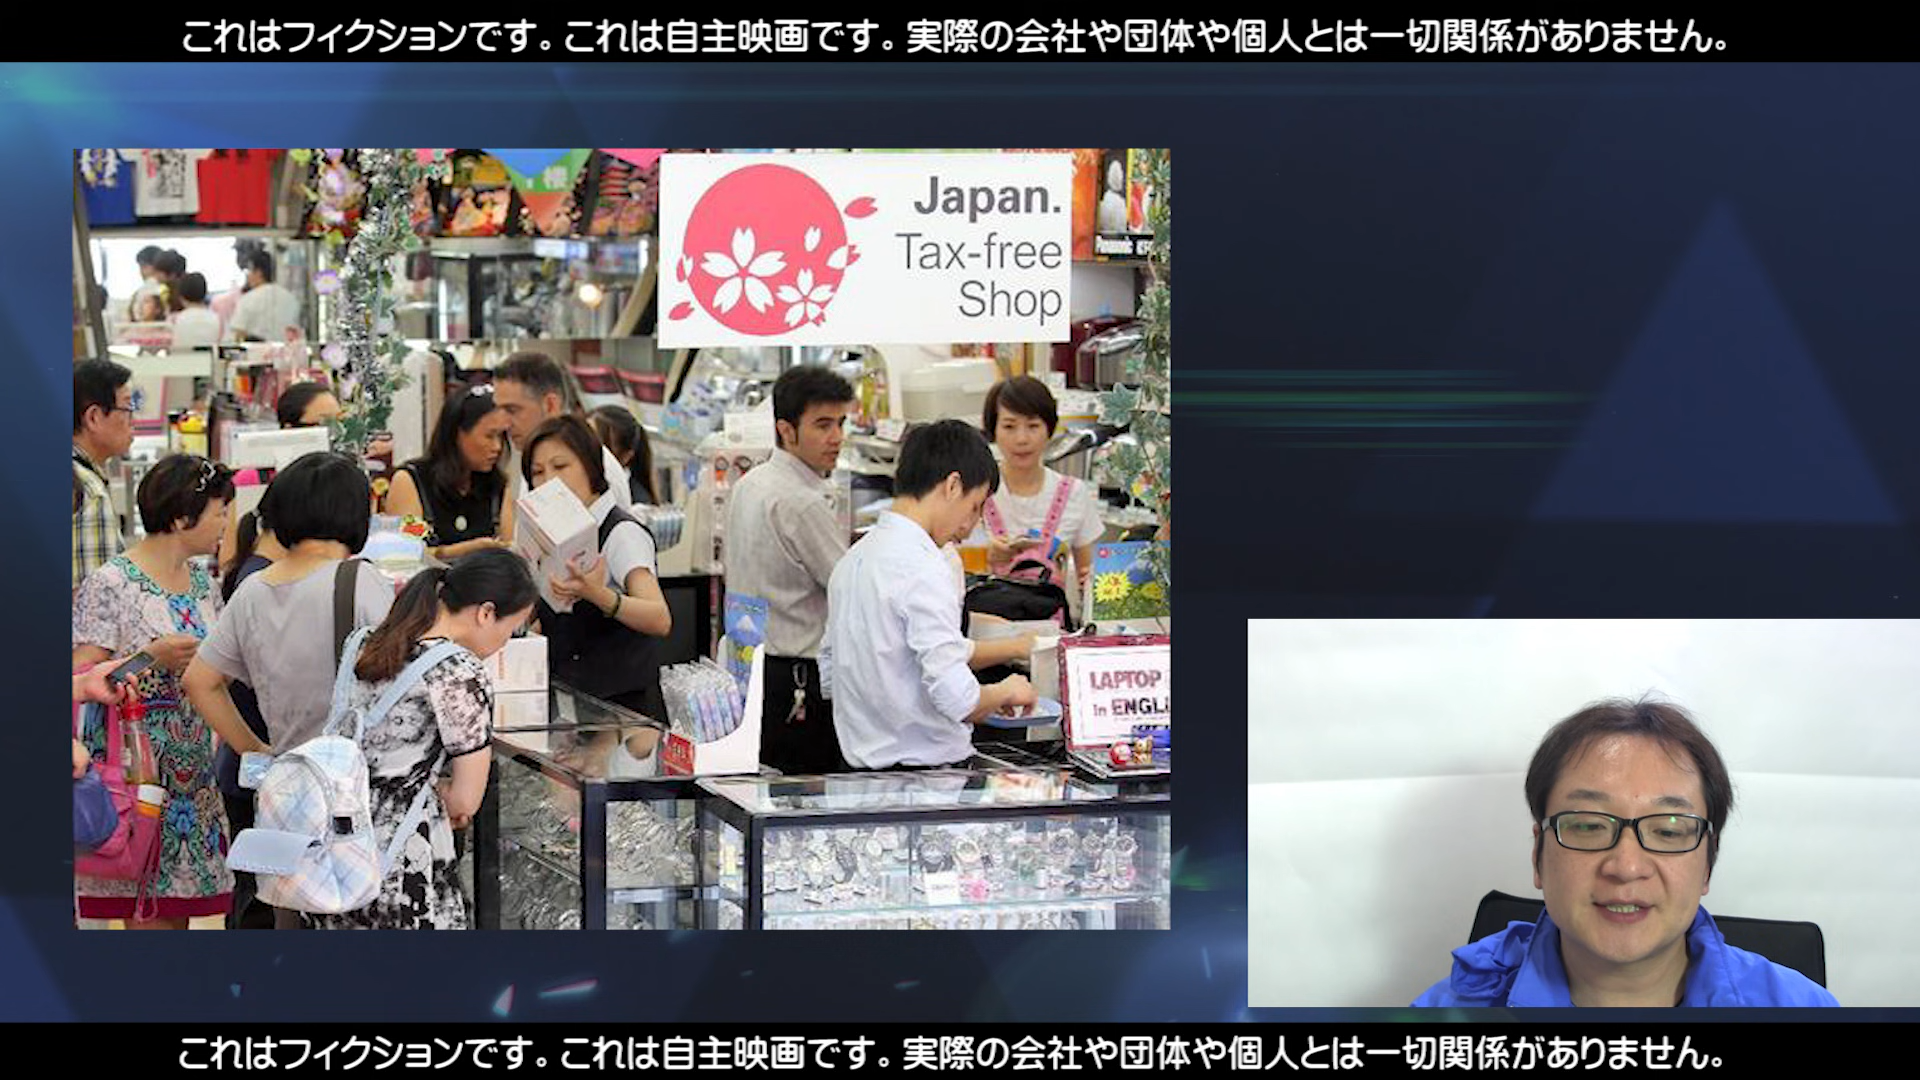 これはフィクションです。これは自主映画です。実際の会社や団体や個人とは一切関係がありません。
Japan.
Tax-free
Shop
Panasonic
LAPTOP
in ENGLI
これはフィクションです。これは自主映画です。実際の会社や団体や個人とは一切関係がありません。